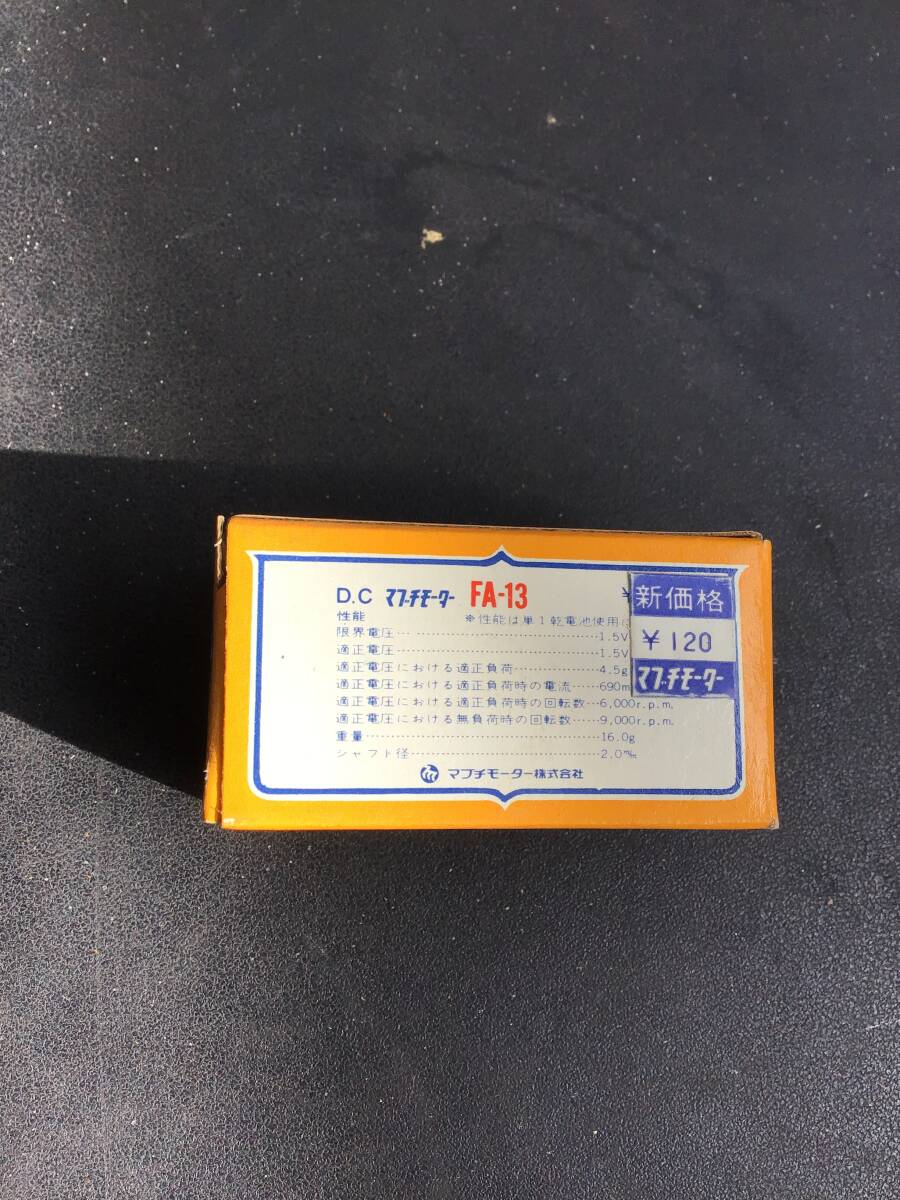 D.C マブチモーター FA-13 ¥
性能 ※性能は単1乾電池使用
限界電圧 1.5V
適正電圧 1.5V
適正電圧における適正負荷 4.5g
適正電圧における適正負荷時の電流 690m
適正電圧における適正負荷時の回転数 6,000r.p.m.
適正電圧における無負荷時の回転数 9,000r.p.m.
重量 16.0g
シャフト径 2.0m/m
マブチモーター株式会社
新価格
¥120
マブチモーター